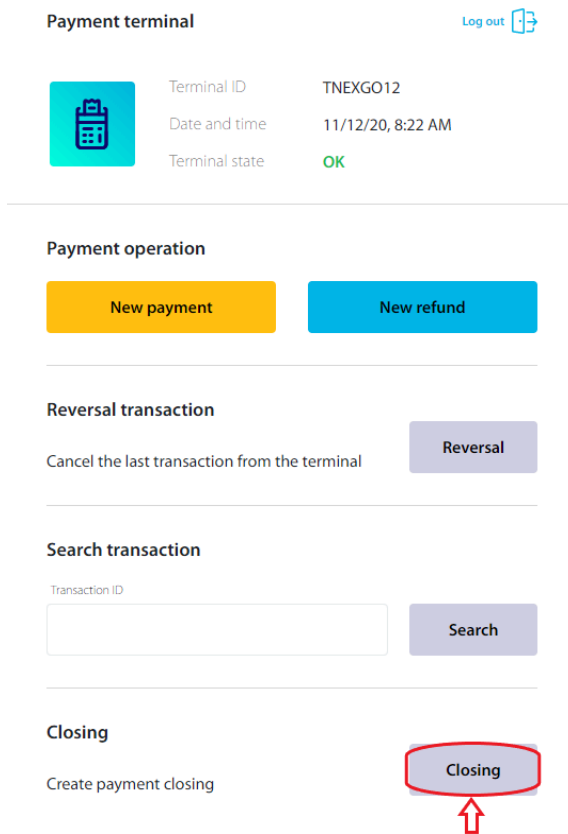 Payment terminal
Log out
Terminal ID TNEXGO12
Date and time 11/12/20, 8:22 AM
Terminal state OK
Payment operation
New payment New refund
Reversal transaction
Cancel the last transaction from the terminal
Reversal
Search transaction
Transaction ID
Search
Closing
Create payment closing
Closing